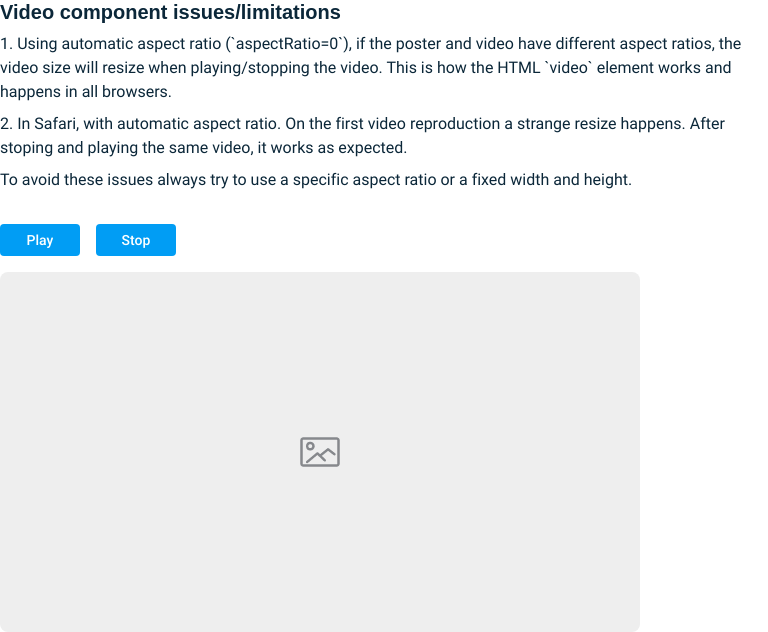 Video component issues/limitations
1. Using automatic aspect ratio (`aspectRatio=0`), if the poster and video have different aspect ratios, the
video size will resize when playing/stopping the video. This is how the HTML `video` element works and
happens in all browsers.
2. In Safari, with automatic aspect ratio. On the first video reproduction a strange resize happens. After
stoping and playing the same video, it works as expected.
To avoid these issues always try to use a specific aspect ratio or a fixed width and height.
Play
Stop